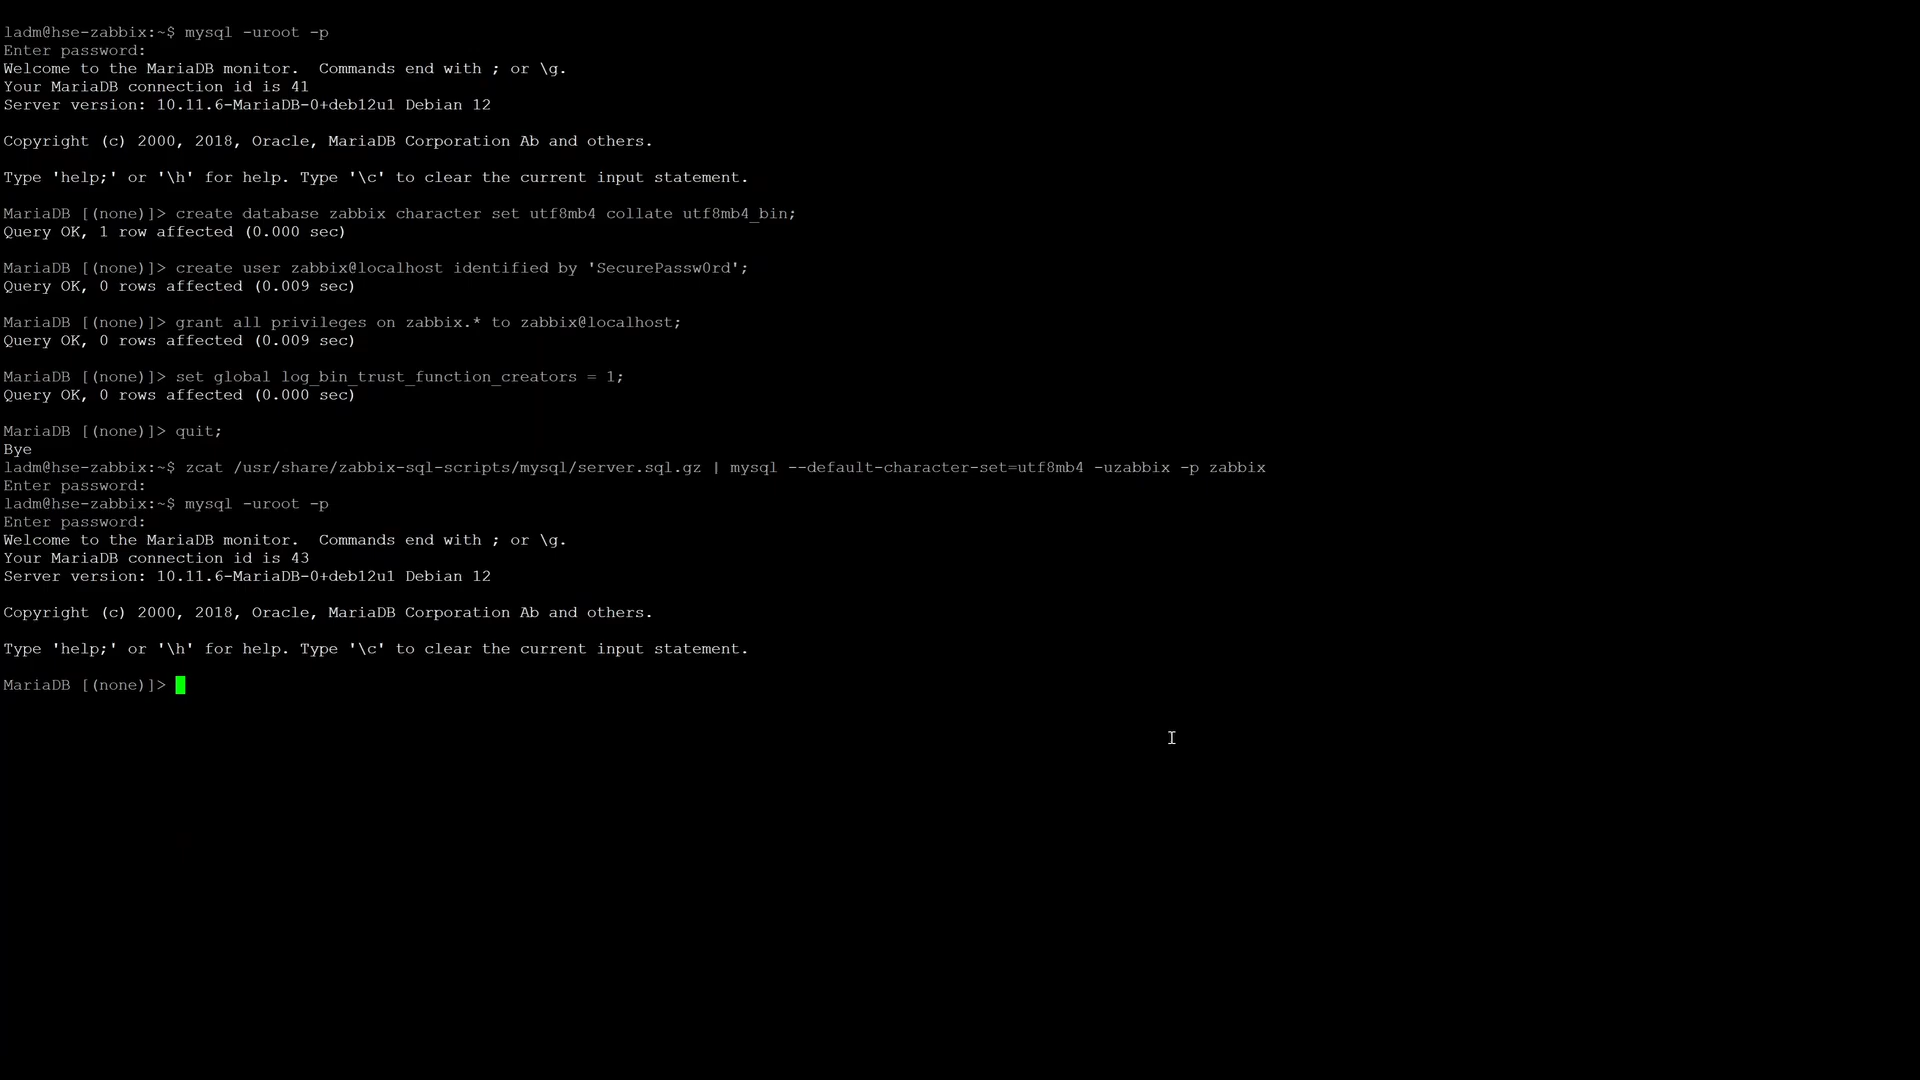 ladm@hse-zabbix:~$ mysql -uroot -p
Enter password:
Welcome to the MariaDB monitor.  Commands end with ; or \g.
Your MariaDB connection id is 41
Server version: 10.11.6-MariaDB-0+deb12u1 Debian 12
Copyright (c) 2000, 2018, Oracle, MariaDB Corporation Ab and others.
Type 'help;' or '\h' for help. Type '\c' to clear the current input statement.
MariaDB [(none)]> create database zabbix character set utf8mb4 collate utf8mb4_bin;
Query OK, 1 row affected (0.000 sec)
MariaDB [(none)]> create user zabbix@localhost identified by 'SecurePassw0rd';
Query OK, 0 rows affected (0.009 sec)
MariaDB [(none)]> grant all privileges on zabbix.* to zabbix@localhost;
Query OK, 0 rows affected (0.009 sec)
MariaDB [(none)]> set global log_bin_trust_function_creators = 1;
Query OK, 0 rows affected (0.000 sec)
MariaDB [(none)]> quit;
Bye
ladm@hse-zabbix:~$ zcat /usr/share/zabbix-sql-scripts/mysql/server.sql.gz | mysql --default-character-set=utf8mb4 -uzabbix -p zabbix
Enter password:
ladm@hse-zabbix:~$ mysql -uroot -p
Enter password:
Welcome to the MariaDB monitor.  Commands end with ; or \g.
Your MariaDB connection id is 43
Server version: 10.11.6-MariaDB-0+deb12u1 Debian 12
Copyright (c) 2000, 2018, Oracle, MariaDB Corporation Ab and others.
Type 'help;' or '\h' for help. Type '\c' to clear the current input statement.
MariaDB [(none)]>